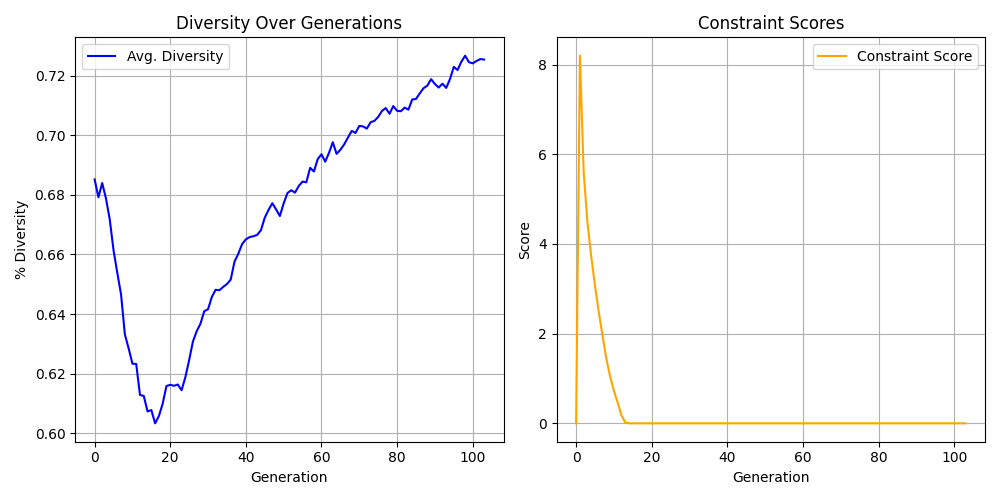 Diversity Over Generations
Avg. Diversity
% Diversity
0.72
0.70
0.68
0.66
0.64
0.62
0.60
0 20 40 60 80 100
Generation
Constraint Scores
Constraint Score
Score
8
6
4
2
0
0 20 40 60 80 100
Generation